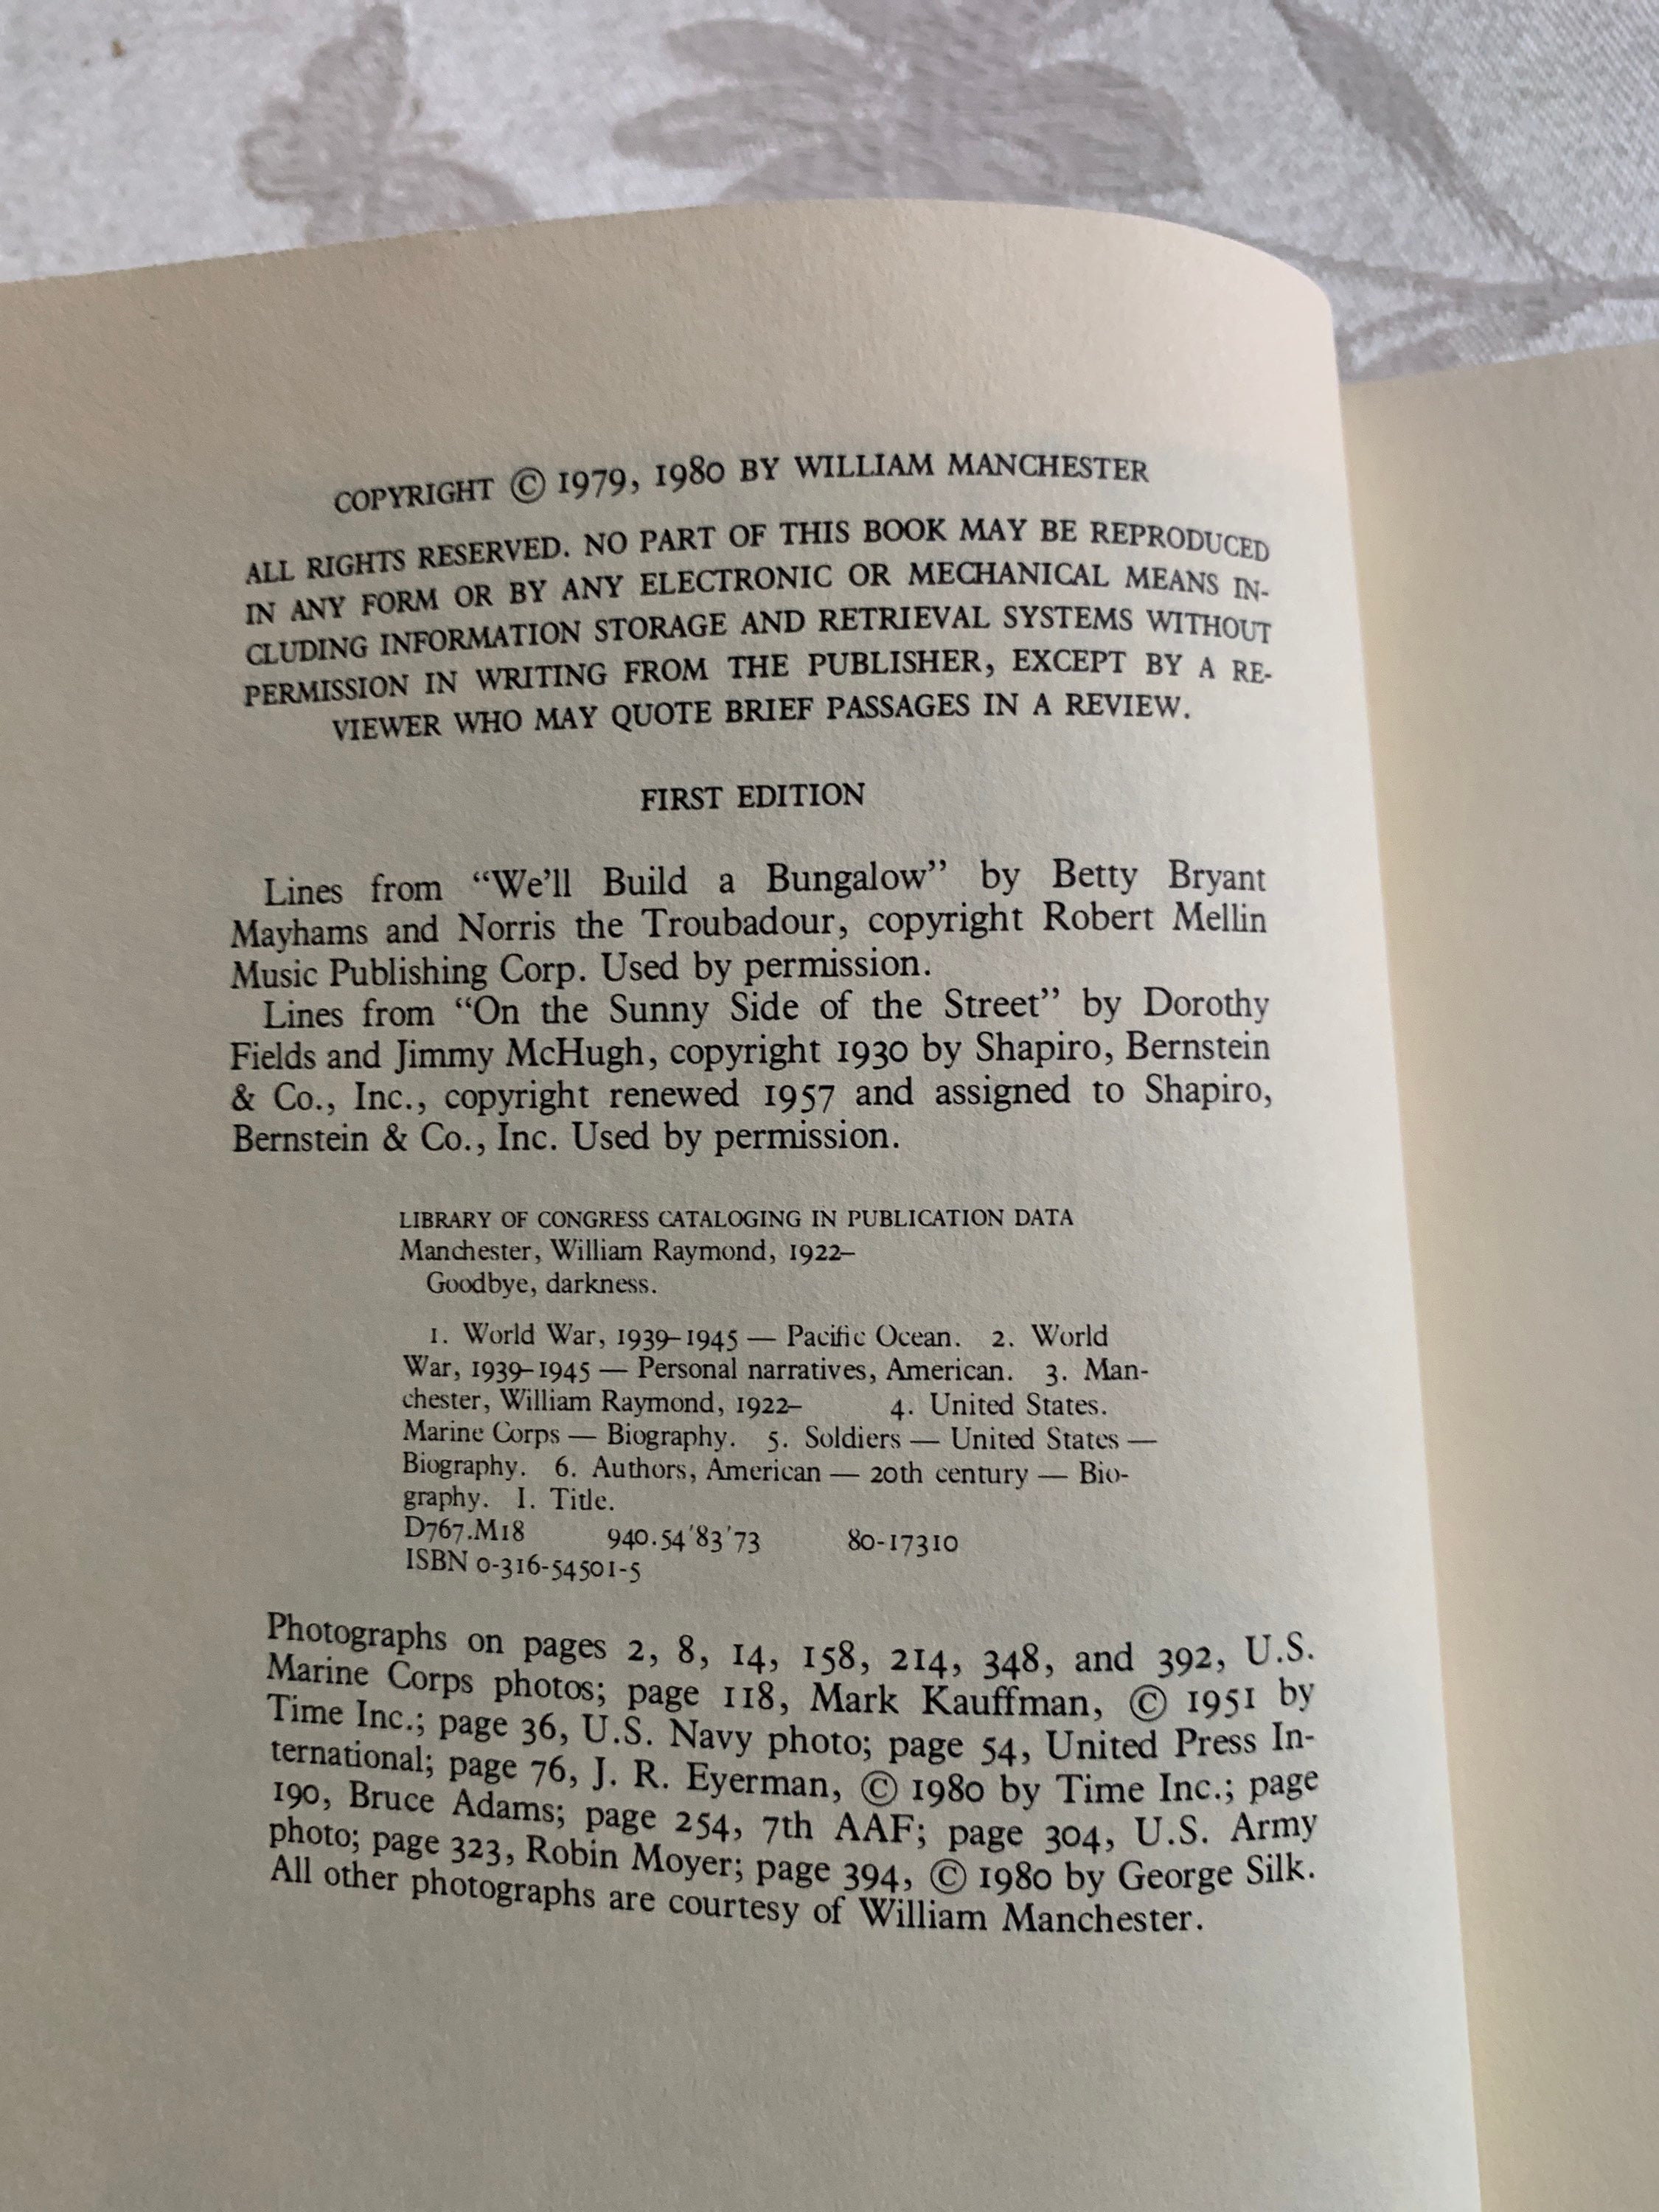 COPYRIGHT © 1979, 1980 BY WILLIAM MANCHESTER
ALL RIGHTS RESERVED. NO PART OF THIS BOOK MAY BE REPRODUCED
IN ANY FORM OR BY ANY ELECTRONIC OR MECHANICAL MEANS IN-
CLUDING INFORMATION STORAGE AND RETRIEVAL SYSTEMS WITHOUT
PERMISSION IN WRITING FROM THE PUBLISHER, EXCEPT BY A RE-
VIEWER WHO MAY QUOTE BRIEF PASSAGES IN A REVIEW.
FIRST EDITION
Lines from “We’ll Build a Bungalow” by Betty Bryant
Mayhams and Norris the Troubadour, copyright Robert Mellin
Music Publishing Corp. Used by permission.
Lines from “On the Sunny Side of the Street” by Dorothy
Fields and Jimmy McHugh, copyright 1930 by Shapiro, Bernstein
& Co., Inc., copyright renewed 1957 and assigned to Shapiro,
Bernstein & Co., Inc. Used by permission.
LIBRARY OF CONGRESS CATALOGING IN PUBLICATION DATA
Manchester, William Raymond, 1922–
Goodbye, darkness.
1. World War, 1939–1945 — Pacific Ocean. 2. World
War, 1939–1945 — Personal narratives, American. 3. Man-
chester, William Raymond, 1922– 4. United States.
Marine Corps — Biography. 5. Soldiers — United States —
Biography. 6. Authors, American — 20th century — Bio-
graphy. I. Title.
D767.M18 940.54′83′73 80-17310
ISBN 0-316-54501-5
Photographs on pages 2, 8, 14, 158, 214, 348, and 392, U.S.
Marine Corps photos; page 118, Mark Kauffman, © 1951 by
Time Inc.; page 36, U.S. Navy photo; page 54, United Press In-
ternational; page 76, J. R. Eyerman, © 1980 by Time Inc.; page
190, Bruce Adams; page 254, 7th AAF; page 304, U.S. Army
photo; page 323, Robin Moyer; page 394, © 1980 by George Silk.
All other photographs are courtesy of William Manchester.